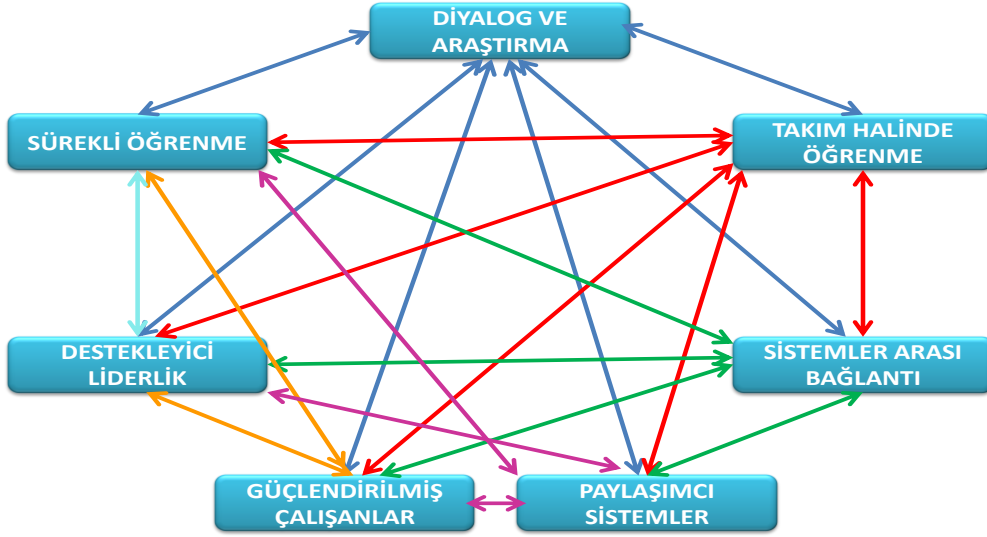 DİYALOG VE
ARAŞTIRMA
SÜREKLİ ÖĞRENME
TAKIM HALİNDE
ÖĞRENME
DESTEKLEYİCİ
LİDERLİK
SİSTEMLER ARASI
BAĞLANTI
GÜÇLENDİRİLMİŞ
ÇALIŞANLAR
PAYLAŞIMCI
SİSTEMLER